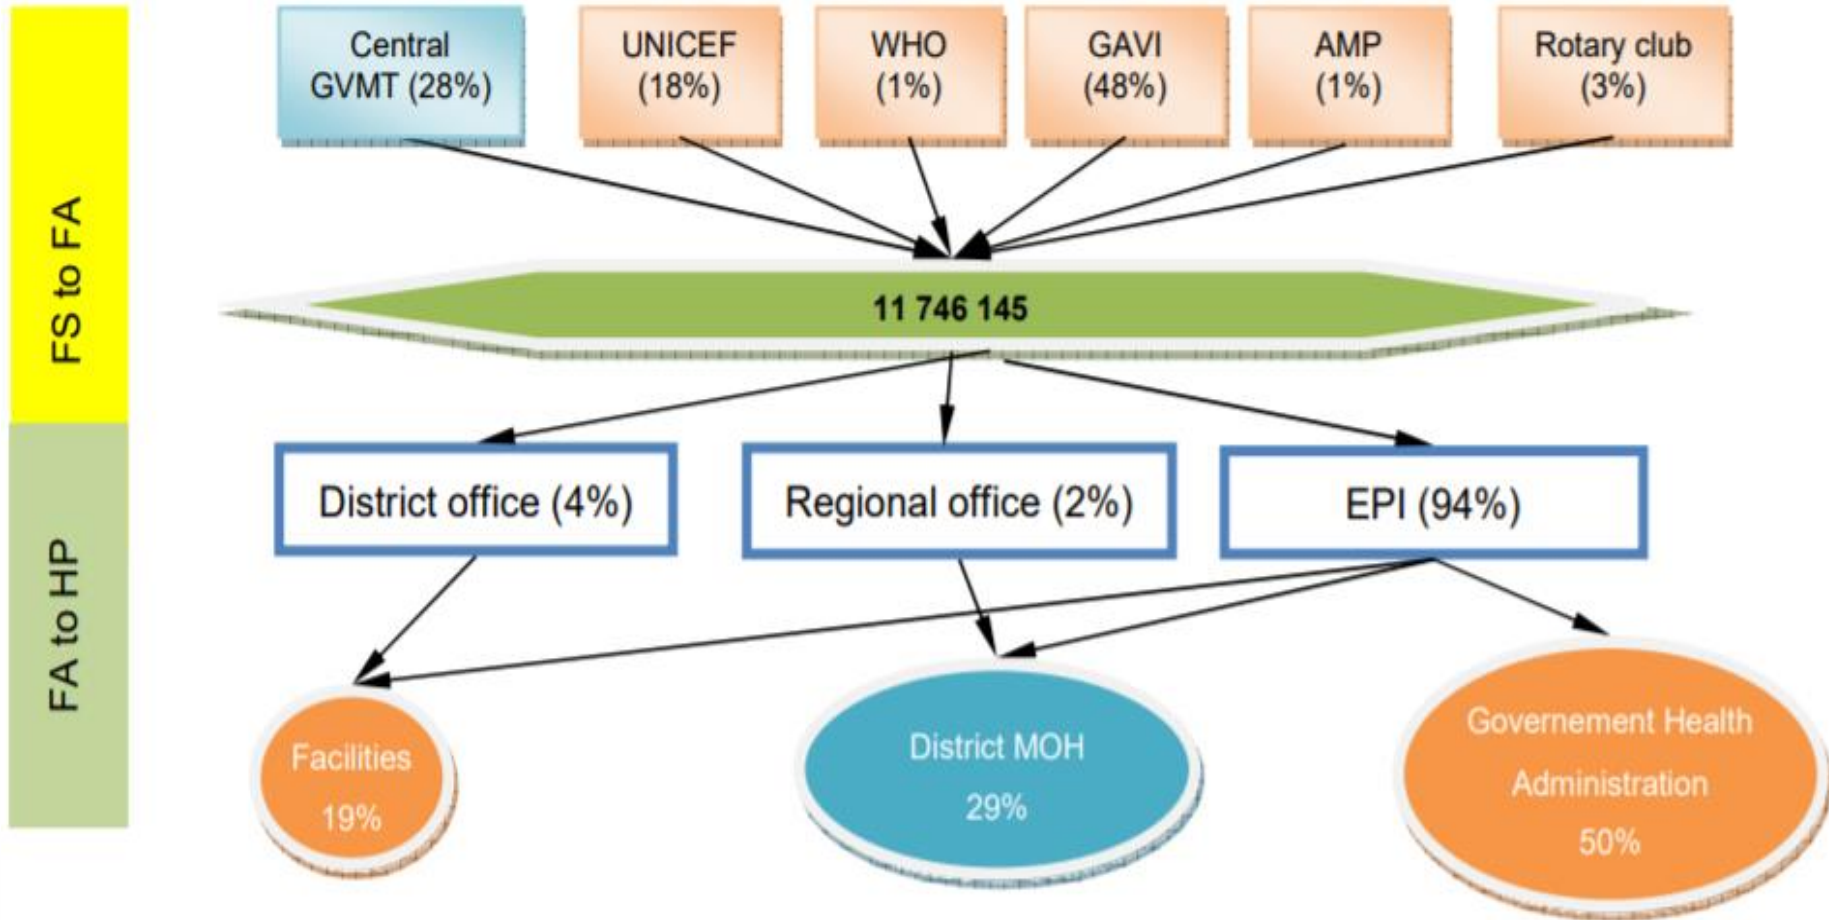 FS to FA
FA to HP
Central
GVMT (28%)
UNICEF
(18%)
WHO
(1%)
GAVI
(48%)
AMP
(1%)
Rotary club
(3%)
11 746 145
District office (4%)
Regional office (2%)
EPI (94%)
Facilities
19%
District MOH
29%
Governement Health
Administration
50%